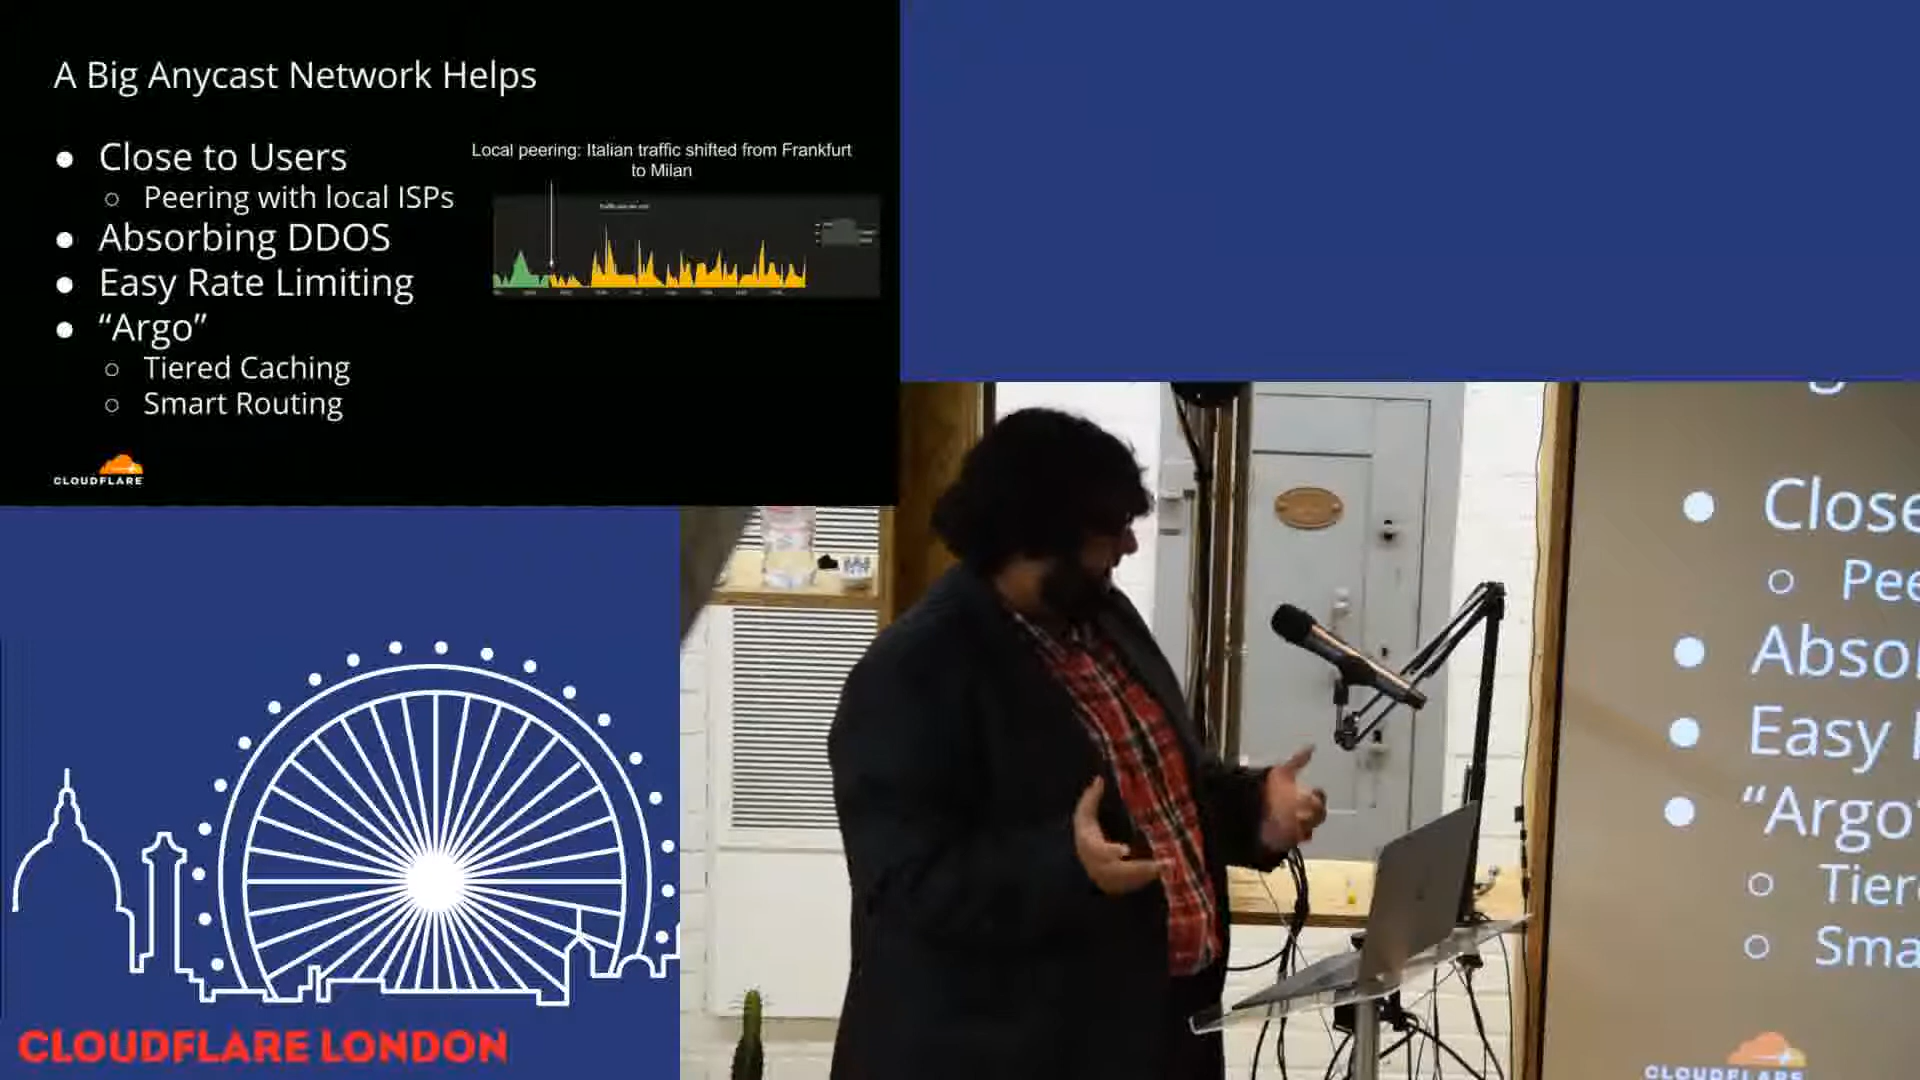 A Big Anycast Network Helps
● Close to Users
○ Peering with local ISPs
● Absorbing DDOS
● Easy Rate Limiting
● “Argo”
○ Tiered Caching
○ Smart Routing
Local peering: Italian traffic shifted from Frankfurt
to Milan
CLOUDFLARE
CLOUDFLARE LONDON
● Close
○ Pee
● Abso
● Easy
● “Argo”
○ Tier
○ Sma
CLOUDFLARE